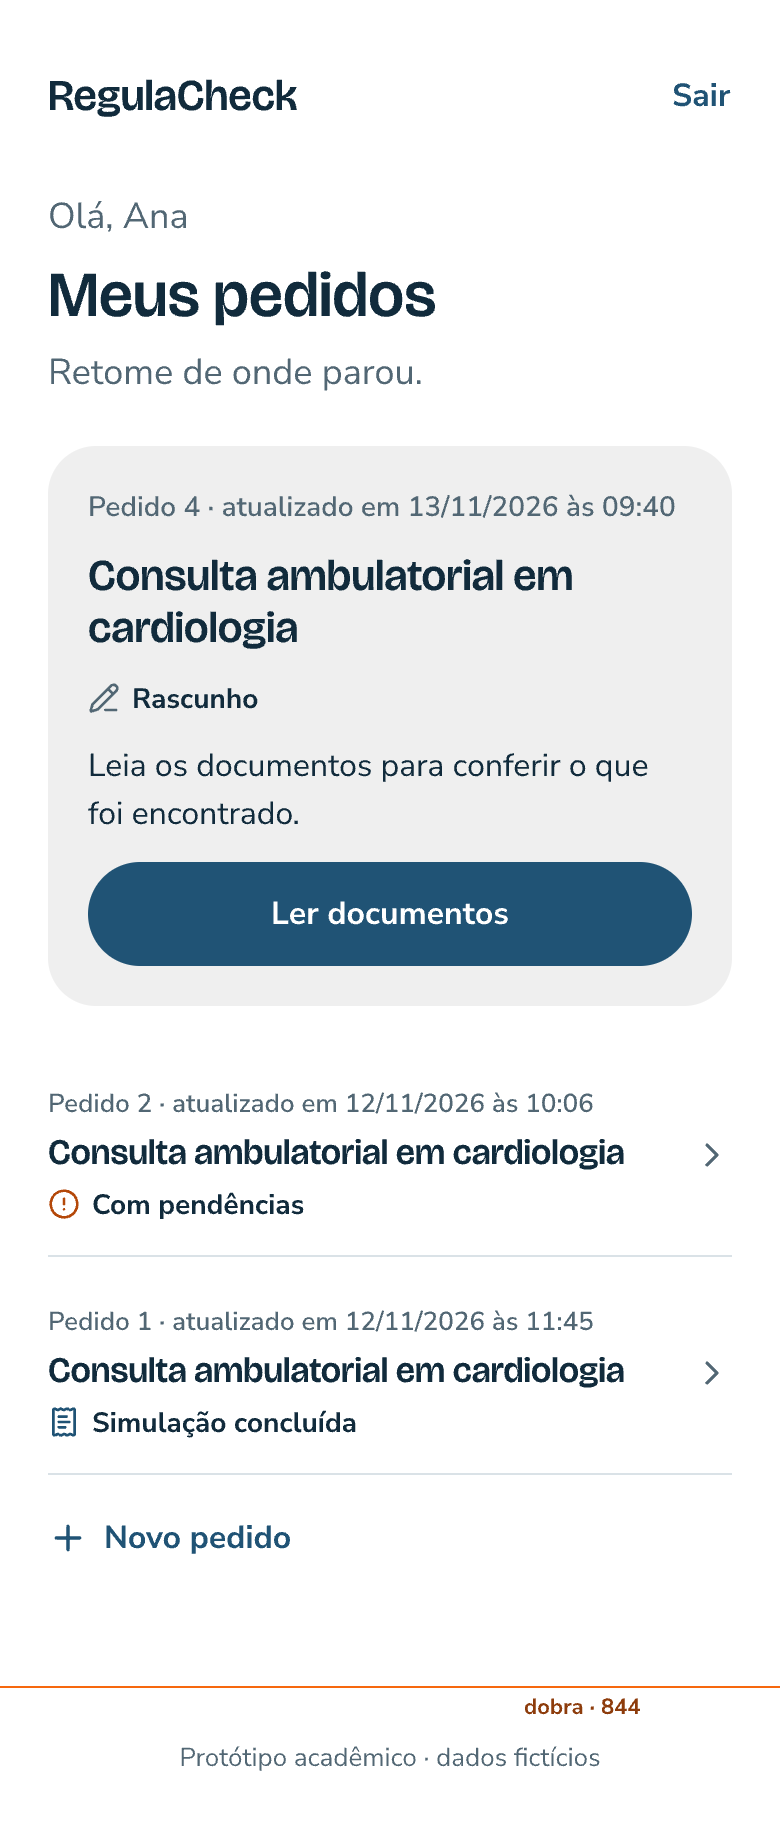 RegulaCheck
Sair
Olá, Ana
Meus pedidos
Retome de onde parou.
Pedido 4 · atualizado em 13/11/2026 às 09:40
Consulta ambulatorial em
cardiologia
Rascunho
Leia os documentos para conferir o que
foi encontrado.
Ler documentos
Pedido 2 · atualizado em 12/11/2026 às 10:06
Consulta ambulatorial em cardiologia
Com pendências
Pedido 1 · atualizado em 12/11/2026 às 11:45
Consulta ambulatorial em cardiologia
Simulação concluída
Novo pedido
dobra · 844
Protótipo acadêmico · dados fictícios